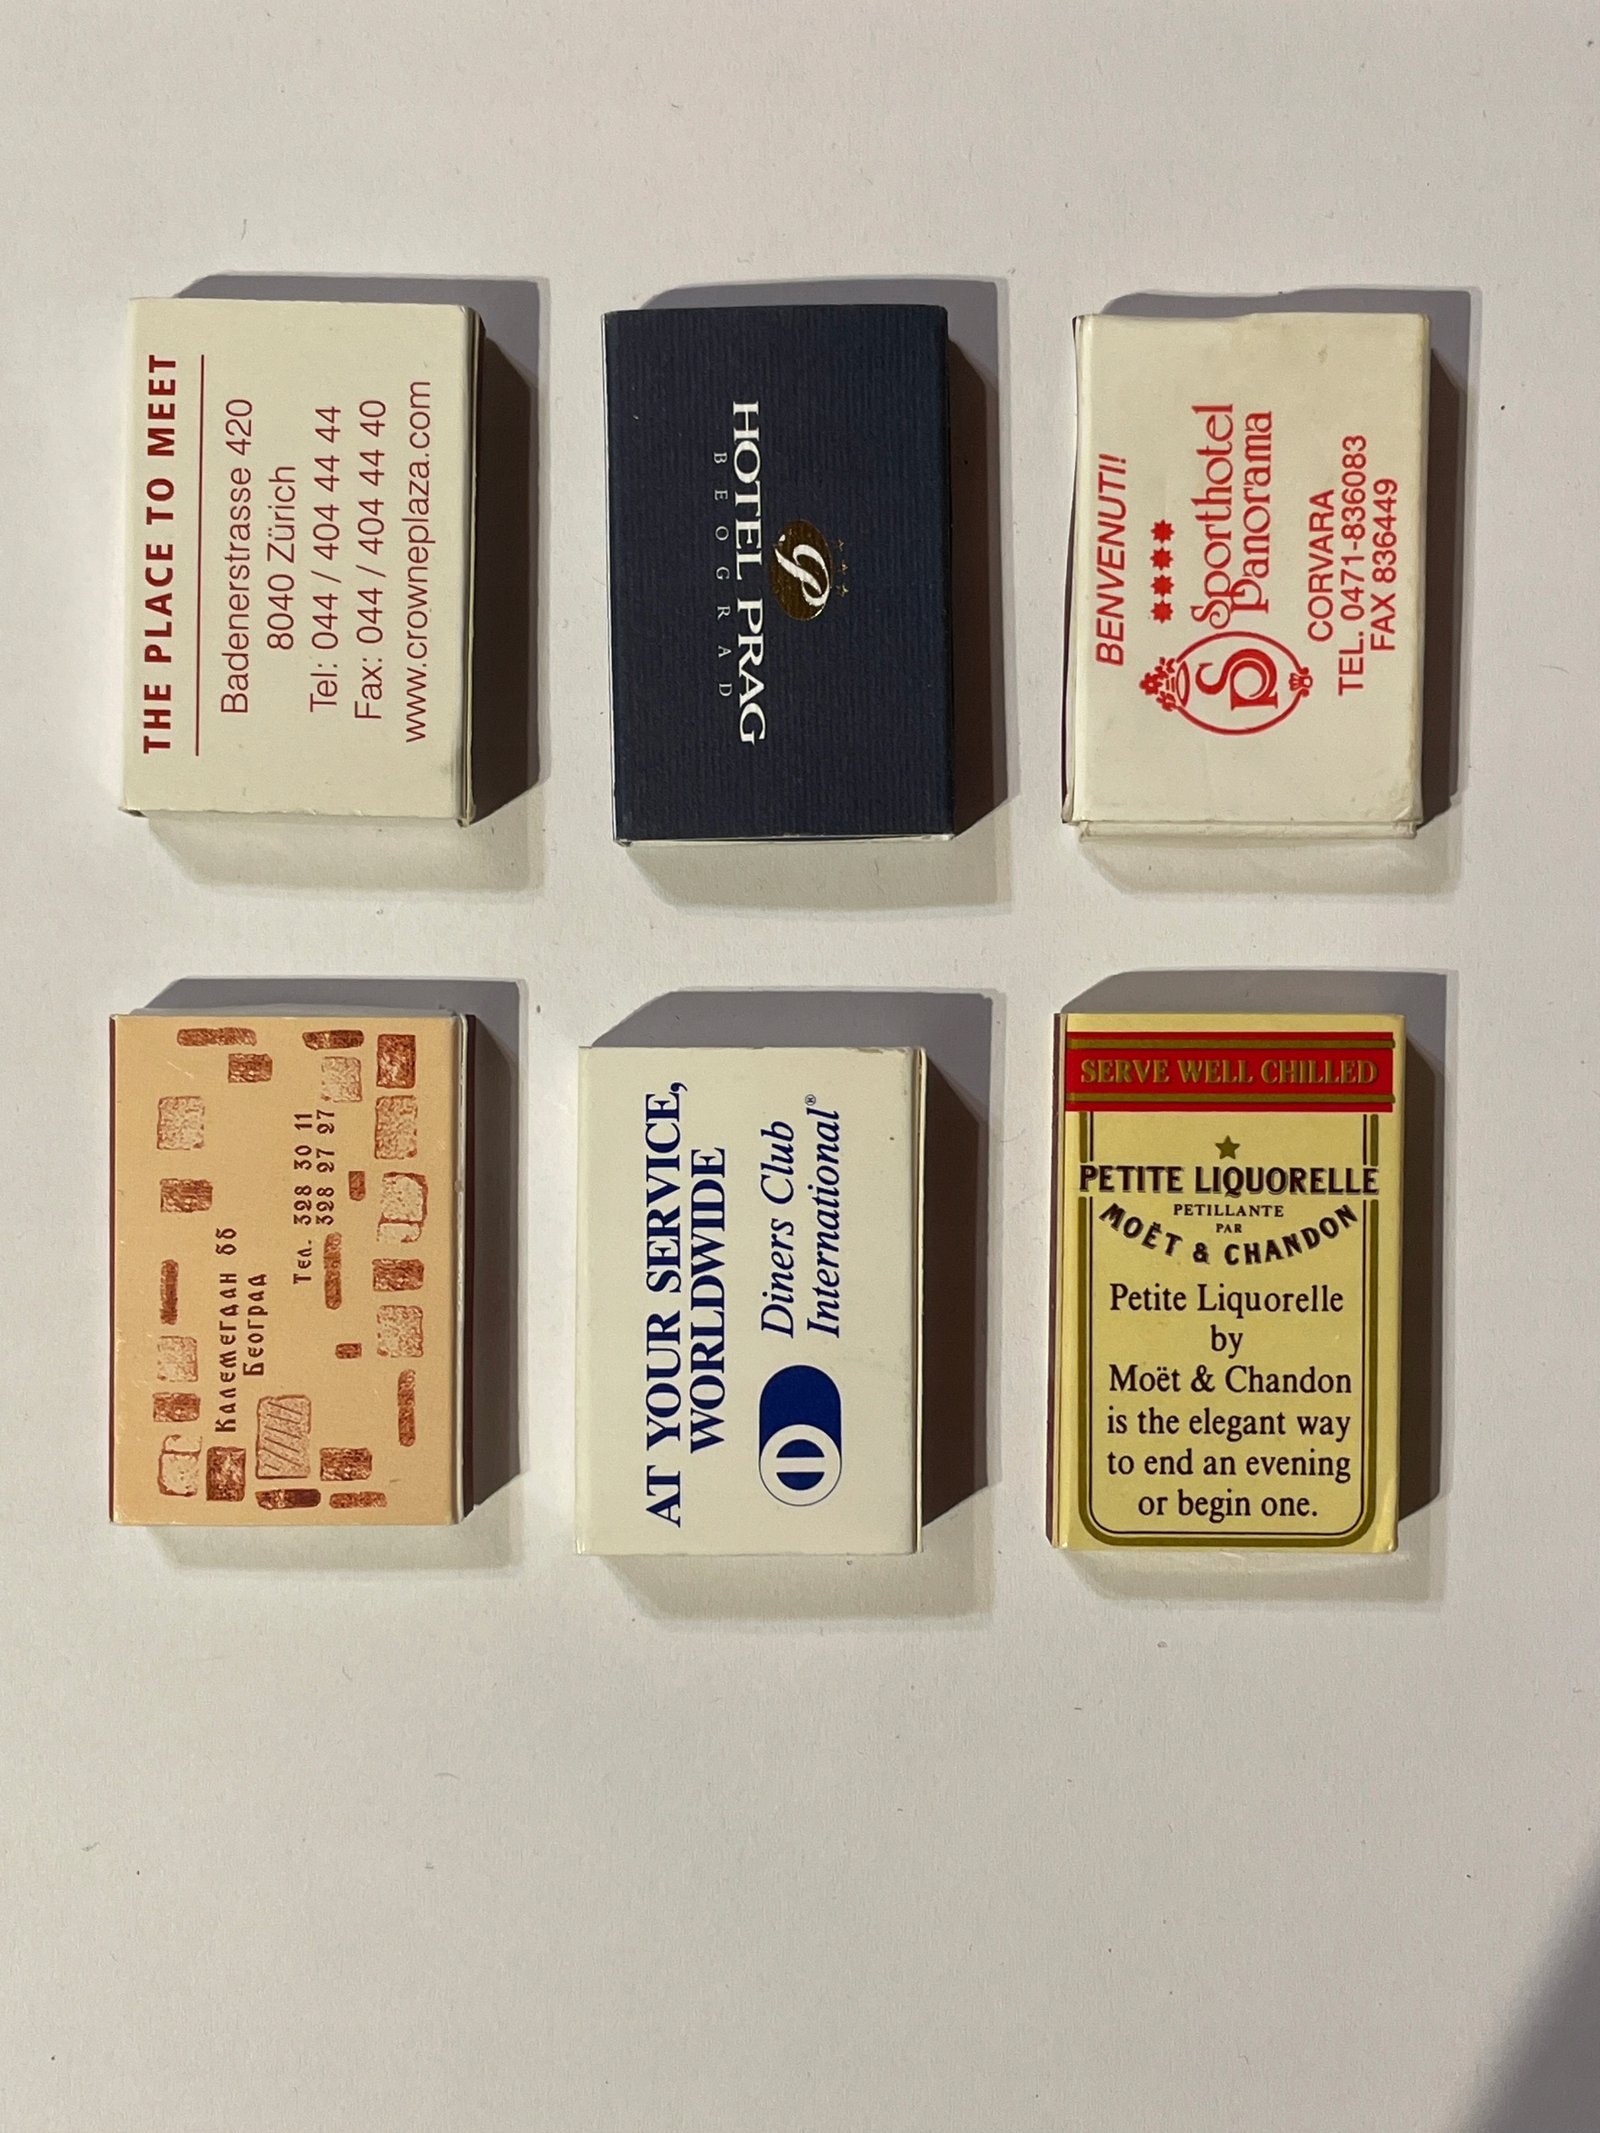 THE PLACE TO MEET
Badenerstrasse 420
8040 Zürich
Tel: 044 / 404 44 44
Fax: 044 / 404 44 40
www.crowneplaza.com
HOTEL PRAG
BEOGRAD
BENVENUTI!
Sporthotel
Panorama
CORVARA
TEL. 0471-836083
FAX 836449
Калемегдан бб
Београд
Тел. 328 30 11
328 27 27
AT YOUR SERVICE,
WORLDWIDE
Diners Club
International®
SERVE WELL CHILLED
PETITE LIQUORELLE
PETILLANTE
PAR
MOËT & CHANDON
Petite Liquorelle
by
Moët & Chandon
is the elegant way
to end an evening
or begin one.